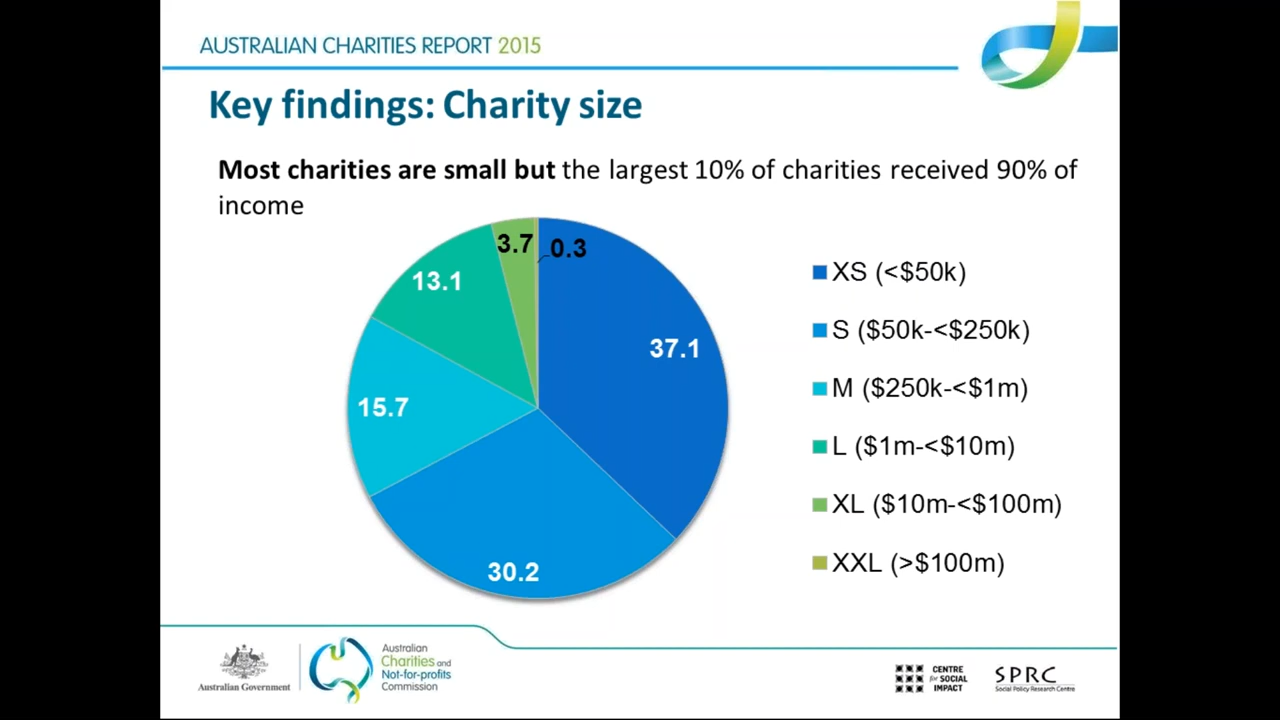 AUSTRALIAN CHARITIES REPORT 2015
Key findings: Charity size
Most charities are small but the largest 10% of charities received 90% of
income
3.7
0.3
13.1
37.1
15.7
30.2
XS (<$50k)
S ($50k-<$250k)
M ($250k-<$1m)
L ($1m-<$10m)
XL ($10m-<$100m)
XXL (>$100m)
Australian Government
Australian
Charities and
Not-for-profits
Commission
CENTRE
for SOCIAL
IMPACT
SPRC
Social Policy Research Centre